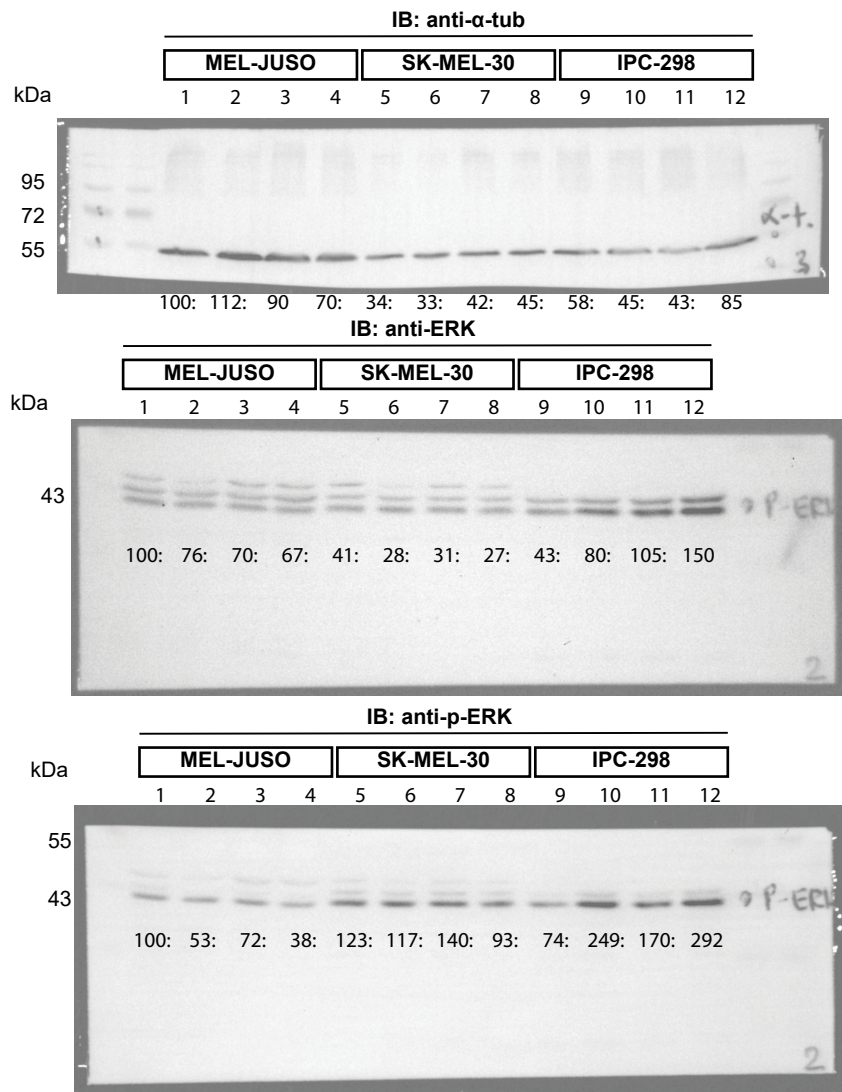 IB: anti-α-tub
MEL-JUSO SK-MEL-30 IPC-298
kDa
1 2 3 4 5 6 7 8 9 10 11 12
95
72
55
α-t.
3
100: 112: 90 70: 34: 33: 42: 45: 58: 45: 43: 85
IB: anti-ERK
MEL-JUSO SK-MEL-30 IPC-298
kDa
1 2 3 4 5 6 7 8 9 10 11 12
43
P-ERK
100: 76: 70: 67: 41: 28: 31: 27: 43: 80: 105: 150
2
IB: anti-p-ERK
MEL-JUSO SK-MEL-30 IPC-298
kDa
1 2 3 4 5 6 7 8 9 10 11 12
55
43
P-ERK
100: 53: 72: 38: 123: 117: 140: 93: 74: 249: 170: 292
2